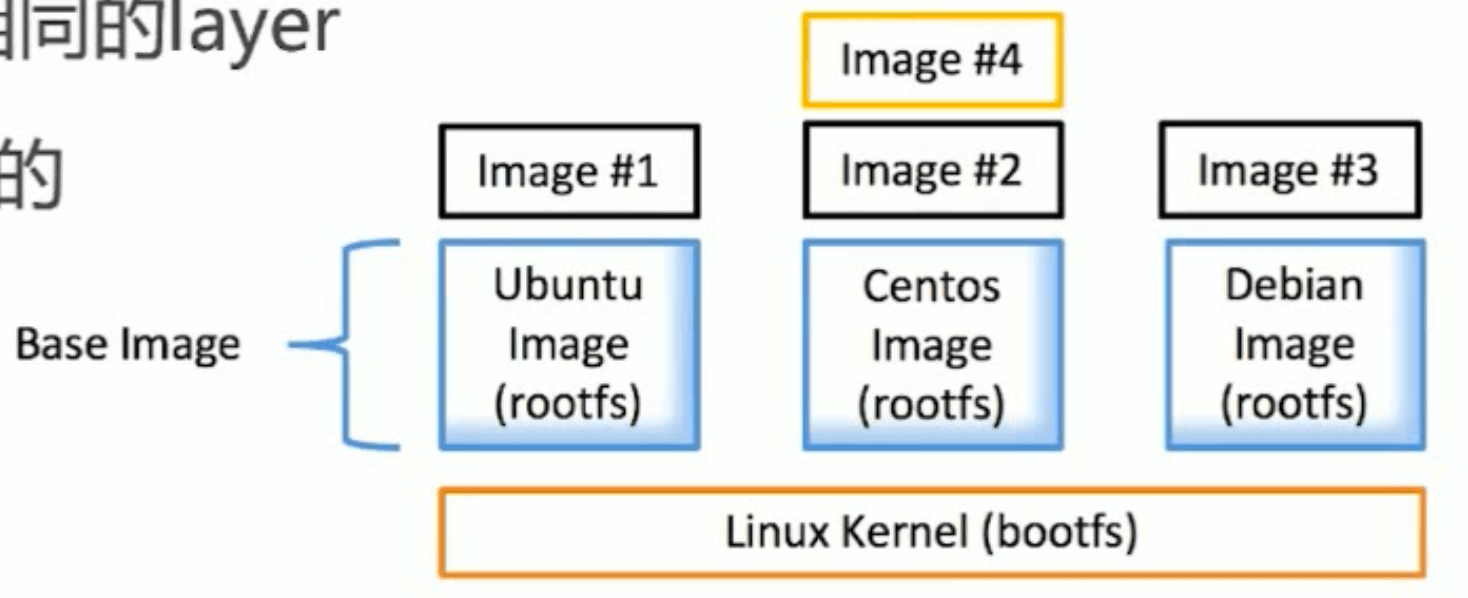 相同的layer
的
Image #4
Image #1
Image #2
Image #3
Base Image
Ubuntu
Image
(rootfs)
Centos
Image
(rootfs)
Debian
Image
(rootfs)
Linux Kernel (bootfs)